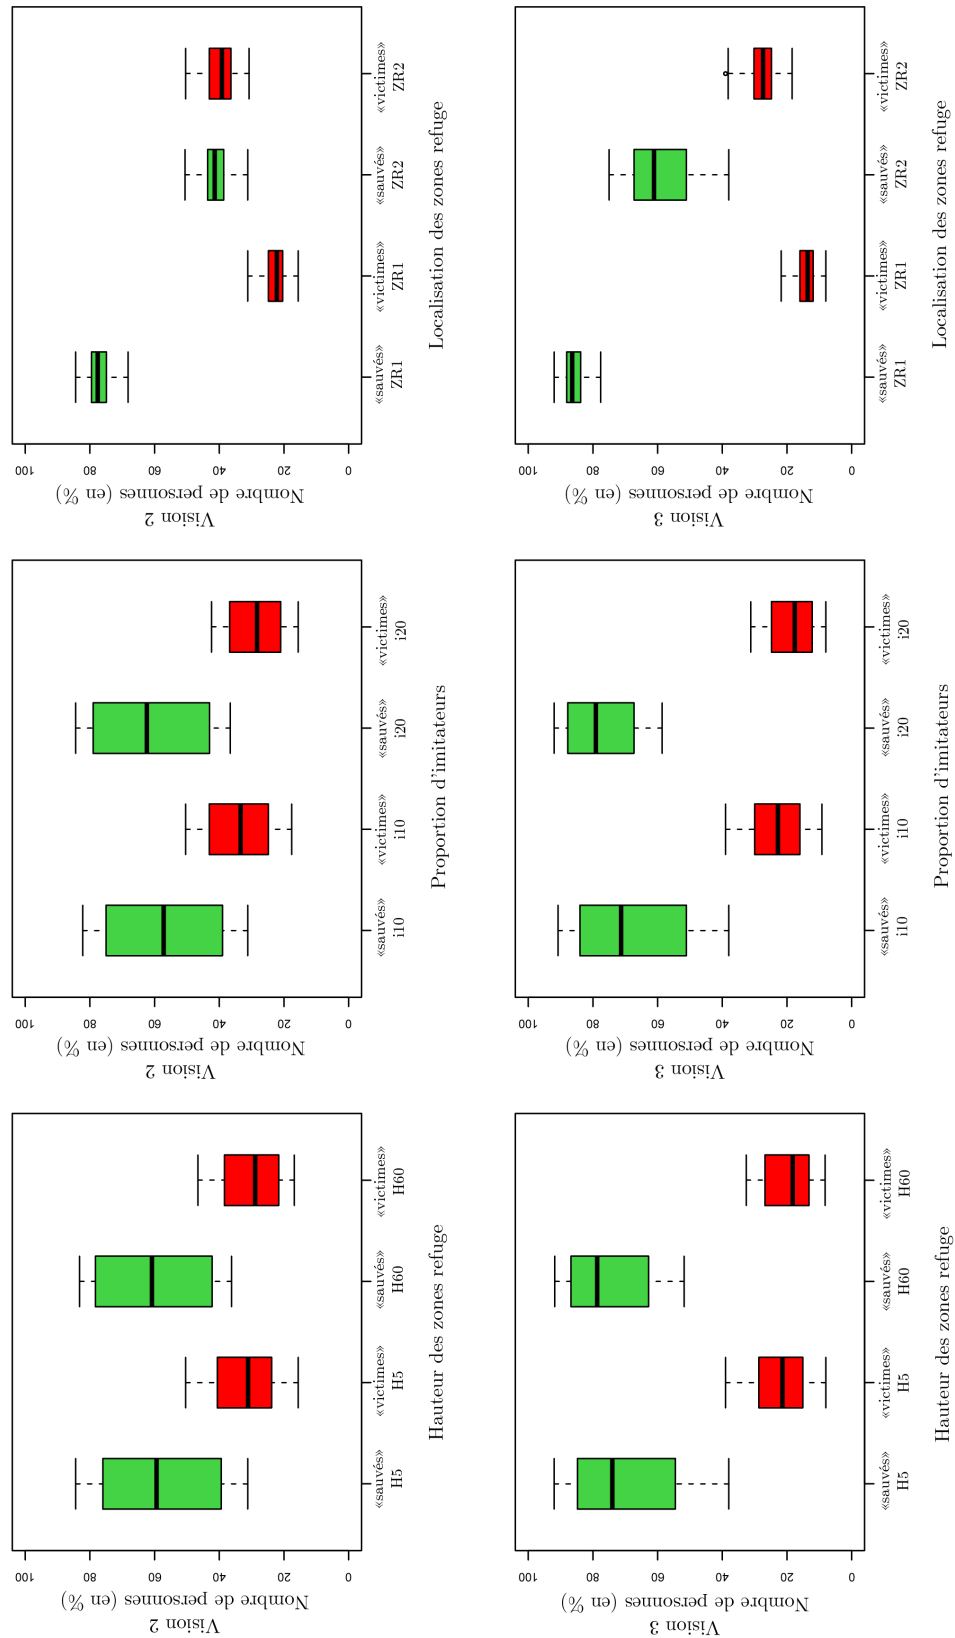 Vision 2
Nombre de personnes (en %)
0 20 40 60 80 100
«sauvés» «victimes» «sauvés» «victimes»
H5 H5 H60 H60
Hauteur des zones refuge
Vision 2
Nombre de personnes (en %)
0 20 40 60 80 100
«sauvés» «victimes» «sauvés» «victimes»
i10 i10 i20 i20
Proportion d'imitateurs
Vision 2
Nombre de personnes (en %)
0 20 40 60 80 100
«sauvés» «victimes» «sauvés» «victimes»
ZR1 ZR1 ZR2 ZR2
Localisation des zones refuge
Vision 3
Nombre de personnes (en %)
0 20 40 60 80 100
«sauvés» «victimes» «sauvés» «victimes»
H5 H5 H60 H60
Hauteur des zones refuge
Vision 3
Nombre de personnes (en %)
0 20 40 60 80 100
«sauvés» «victimes» «sauvés» «victimes»
i10 i10 i20 i20
Proportion d'imitateurs
Vision 3
Nombre de personnes (en %)
0 20 40 60 80 100
«sauvés» «victimes» «sauvés» «victimes»
ZR1 ZR1 ZR2 ZR2
Localisation des zones refuge